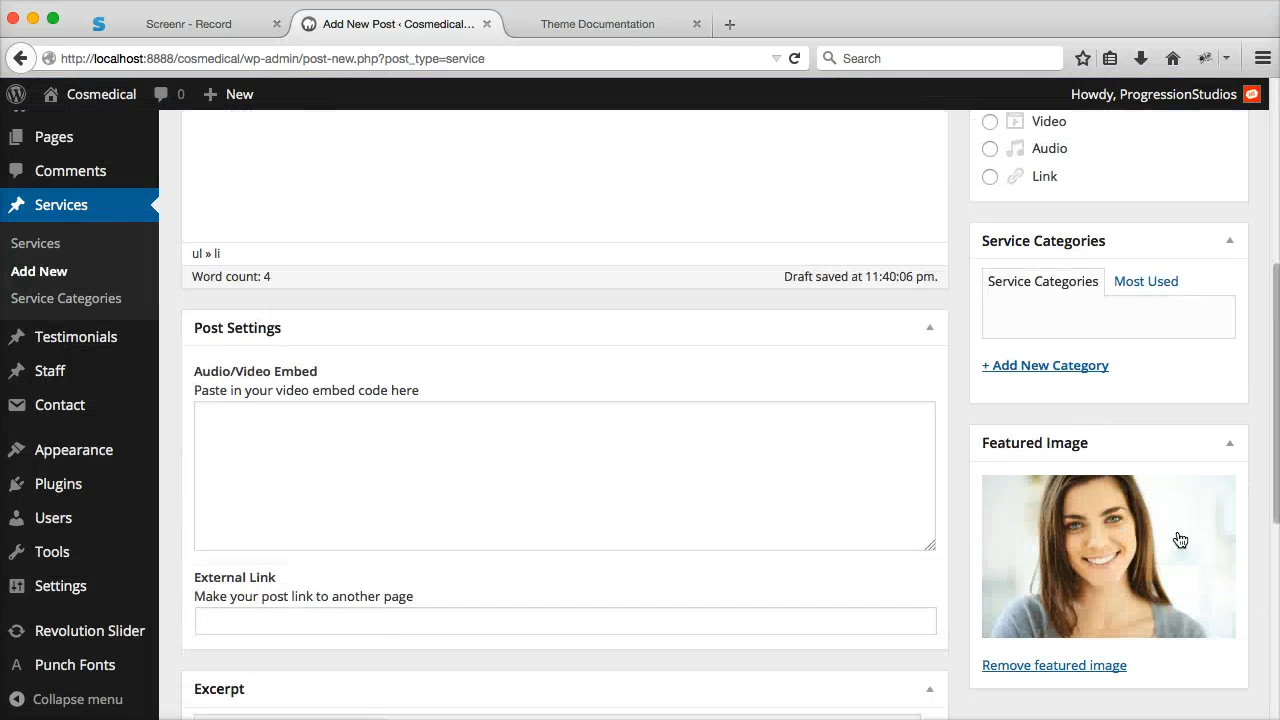 Screenr - Record
Add New Post ‹ Cosmedical...
Theme Documentation
http://localhost:8888/cosmedical/wp-admin/post-new.php?post_type=service
Search
Cosmedical
0
New
Howdy, ProgressionStudios
Pages
Comments
Services
Services
Add New
Service Categories
Testimonials
Staff
Contact
Appearance
Plugins
Users
Tools
Settings
Revolution Slider
Punch Fonts
Collapse menu
ul » li
Word count: 4
Draft saved at 11:40:06 pm.
Post Settings
Audio/Video Embed
Paste in your video embed code here
External Link
Make your post link to another page
Excerpt
Video
Audio
Link
Service Categories
Service Categories
Most Used
+ Add New Category
Featured Image
Remove featured image